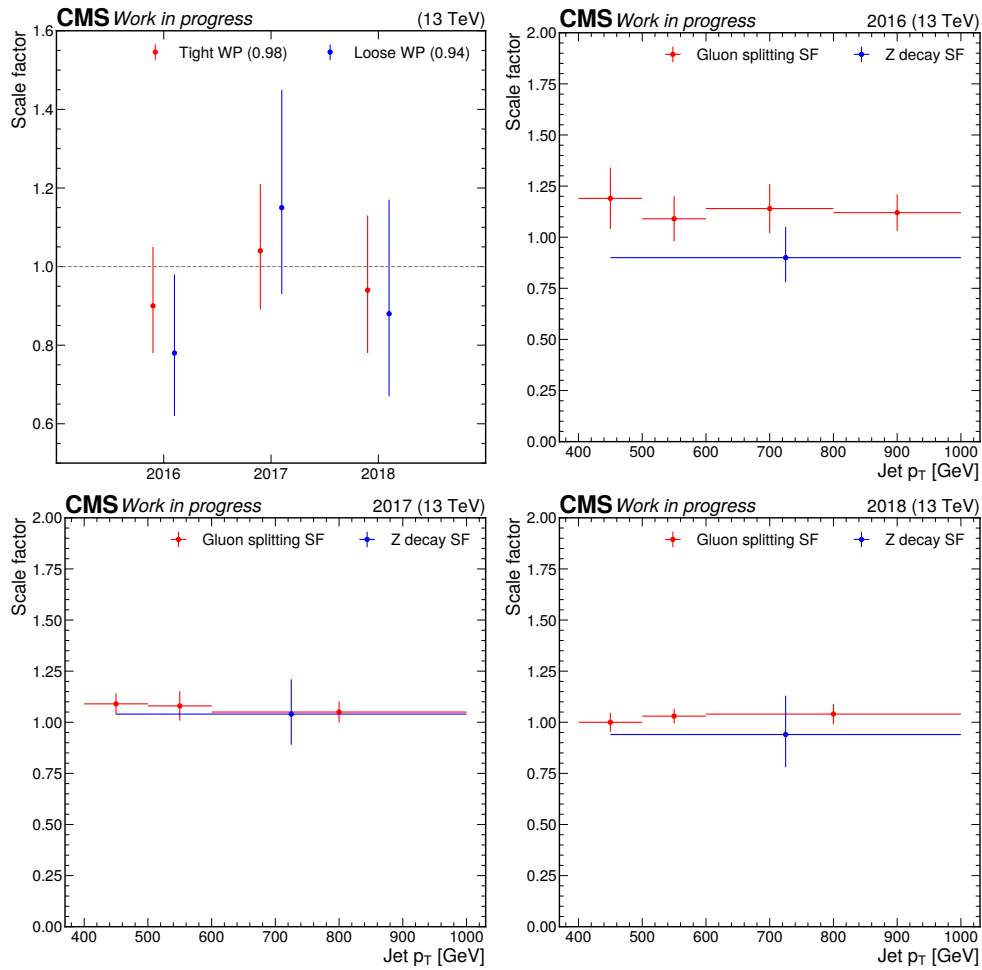 CMS Work in progress (13 TeV)
Scale factor
Tight WP (0.98) Loose WP (0.94)
1.6
1.4
1.2
1.0
0.8
0.6
2016 2017 2018
CMS Work in progress 2016 (13 TeV)
Scale factor
Gluon splitting SF Z decay SF
2.00
1.75
1.50
1.25
1.00
0.75
0.50
0.25
0.00
400 500 600 700 800 900 1000
Jet pT [GeV]
CMS Work in progress 2017 (13 TeV)
Scale factor
Gluon splitting SF Z decay SF
2.00
1.75
1.50
1.25
1.00
0.75
0.50
0.25
0.00
400 500 600 700 800 900 1000
Jet pT [GeV]
CMS Work in progress 2018 (13 TeV)
Scale factor
Gluon splitting SF Z decay SF
2.00
1.75
1.50
1.25
1.00
0.75
0.50
0.25
0.00
400 500 600 700 800 900 1000
Jet pT [GeV]